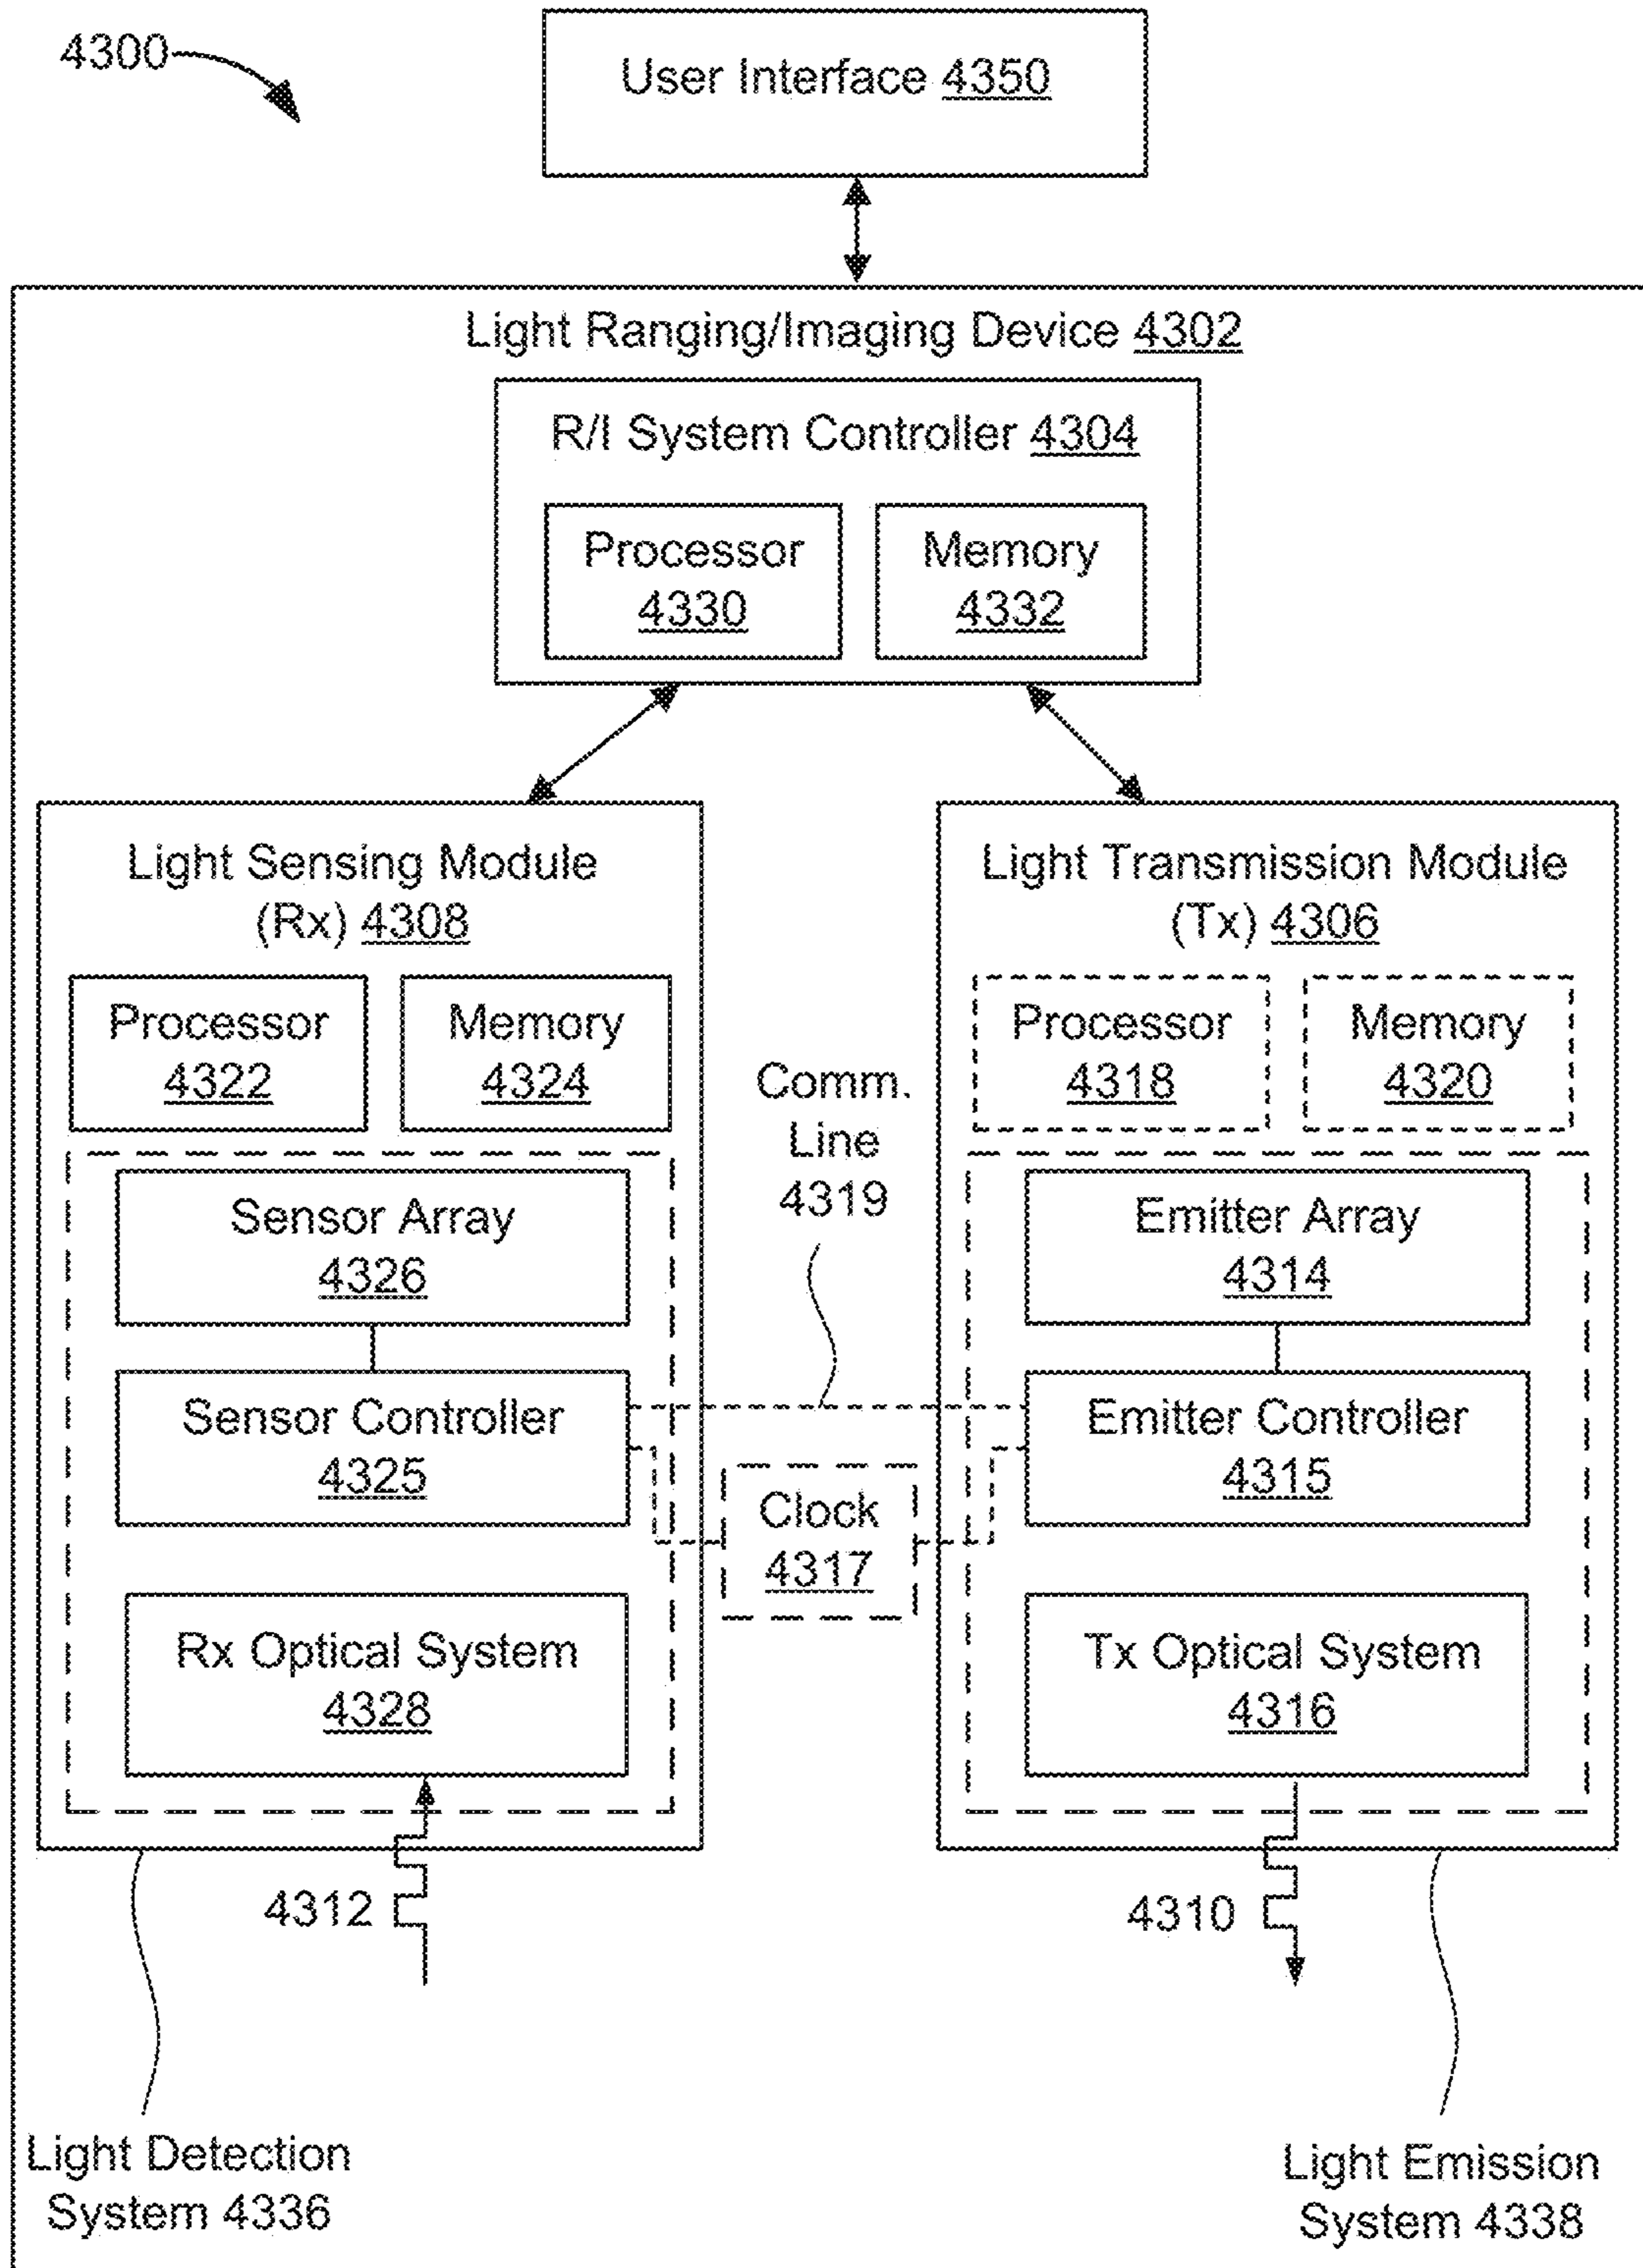 4300
User Interface 4350
Light Ranging/Imaging Device 4302
R/I System Controller 4304
Processor
4330
Memory
4332
Light Sensing Module
(Rx) 4308
Processor
4322
Memory
4324
Sensor Array
4326
Sensor Controller
4325
Rx Optical System
4328
4312
Light Detection
System 4336
Comm.
Line
4319
Clock
4317
Light Transmission Module
(Tx) 4306
Processor
4318
Memory
4320
Emitter Array
4314
Emitter Controller
4315
Tx Optical System
4316
4310
Light Emission
System 4338